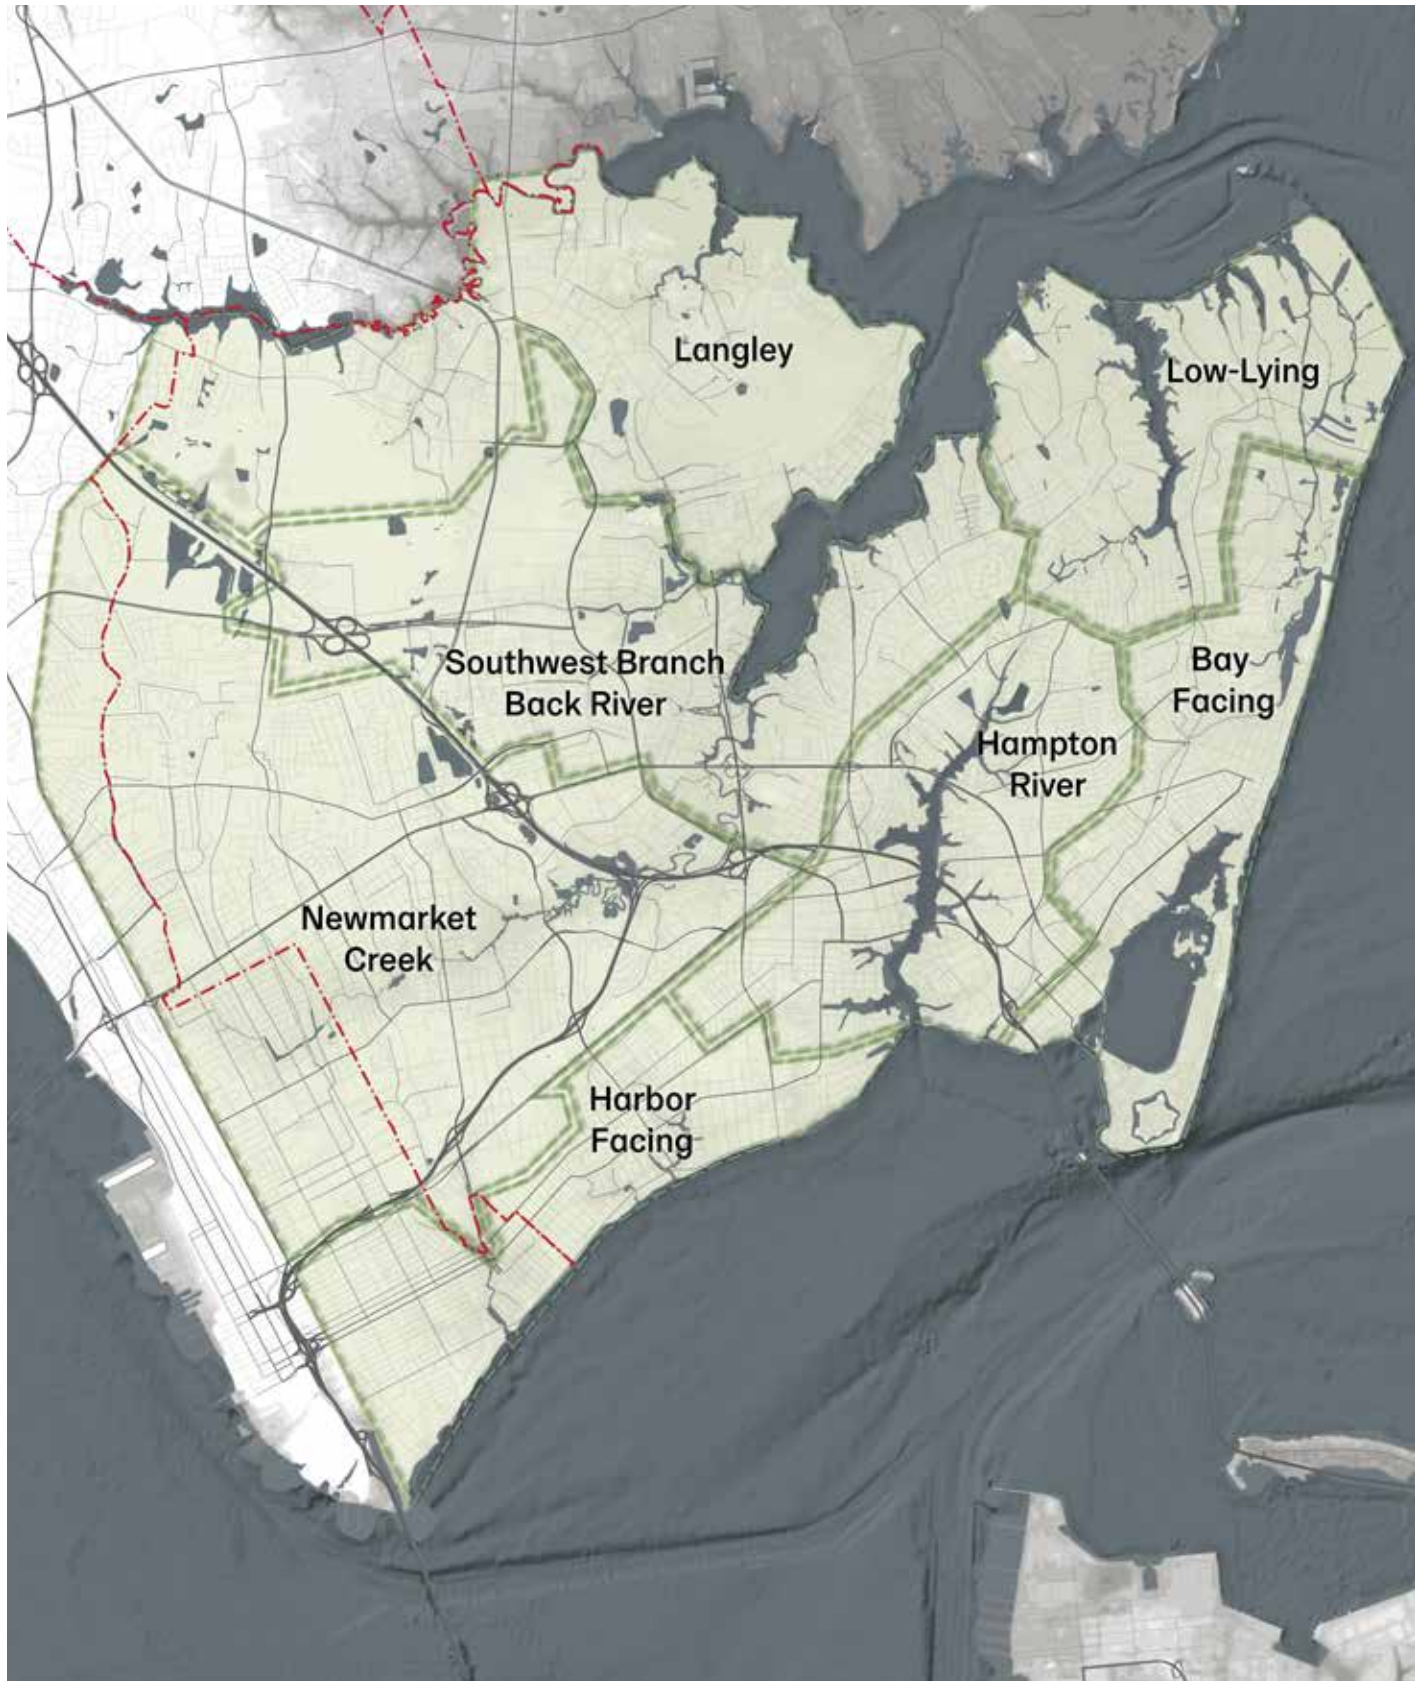 Langley
Low-Lying
Southwest Branch
Back River
Bay
Facing
Hampton
River
Newmarket
Creek
Harbor
Facing